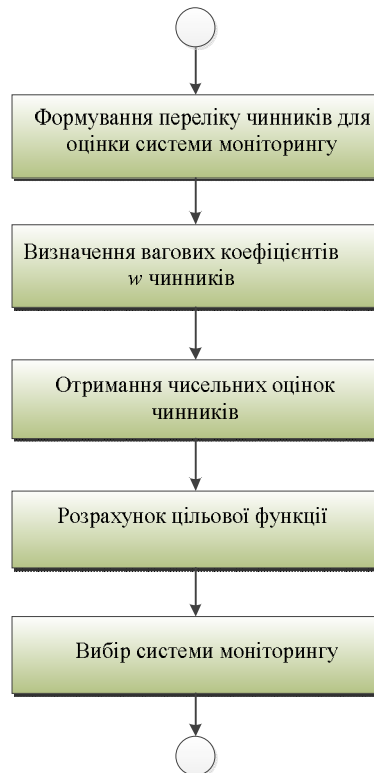 Формування переліку чинників для
оцінки системи моніторингу
Визначення вагових коефіцієнтів
w чинників
Отримання чисельних оцінок
чинників
Розрахунок цільової функції
Вибір системи моніторингу